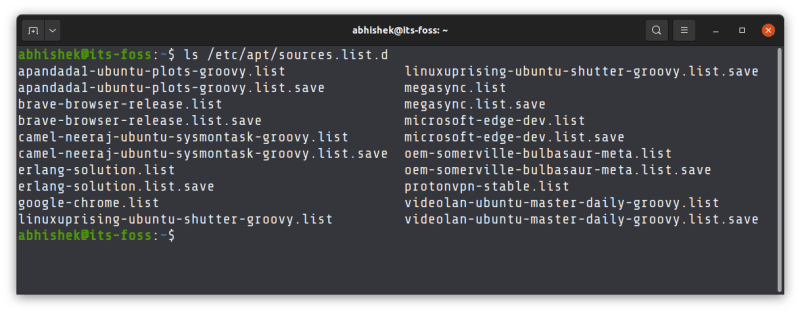 abhishek@its-foss: ~
abhishek@its-foss:~$ ls /etc/apt/sources.list.d
apandada1-ubuntu-plots-groovy.list linuxuprising-ubuntu-shutter-groovy.list.save
apandada1-ubuntu-plots-groovy.list.save megasync.list
brave-browser-release.list megasync.list.save
brave-browser-release.list.save microsoft-edge-dev.list
camel-neeraj-ubuntu-sysmontask-groovy.list microsoft-edge-dev.list.save
camel-neeraj-ubuntu-sysmontask-groovy.list.save oem-somerville-bulbasaur-meta.list
erlang-solution.list oem-somerville-bulbasaur-meta.list.save
erlang-solution.list.save protonvpn-stable.list
google-chrome.list videolan-ubuntu-master-daily-groovy.list
linuxuprising-ubuntu-shutter-groovy.list videolan-ubuntu-master-daily-groovy.list.save
abhishek@its-foss:~$